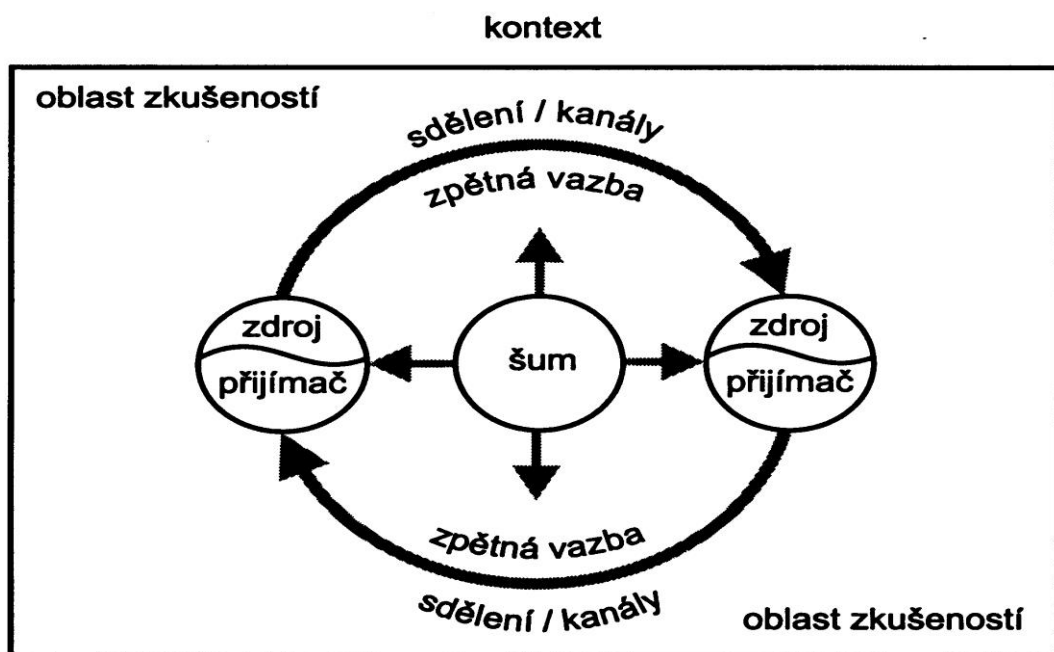 kontext
oblast zkušeností
sdělení / kanály
zpětná vazba
zdroj
přijímač
šum
zdroj
přijímač
zpětná vazba
sdělení / kanály
oblast zkušeností